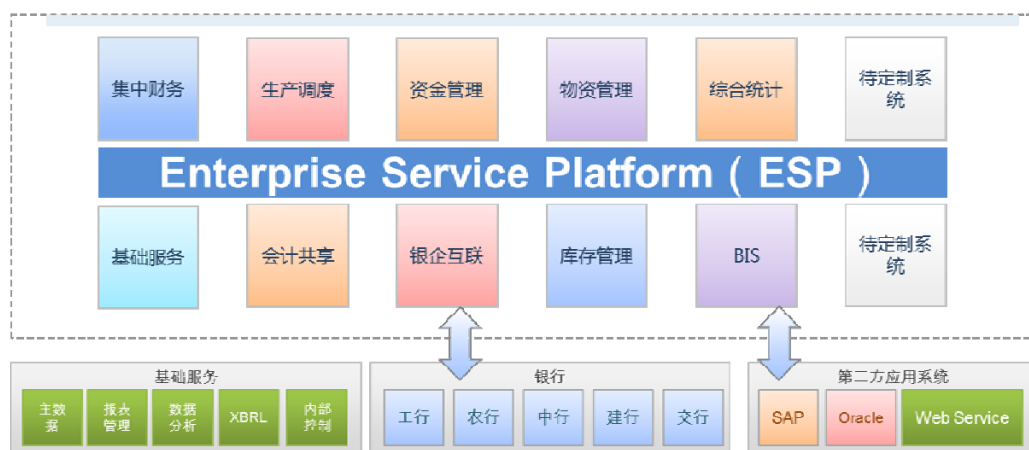 集中财务
生产调度
资金管理
物资管理
综合统计
待定制系
统
Enterprise Service Platform（ESP）
基础服务
会计共享
银企互联
库存管理
BIS
待定制系
统
基础服务
主数
据
报表
管理
数据
分析
XBRL
内部
控制
银行
工行
农行
中行
建行
交行
第二方应用系统
SAP
Oracle
Web Service